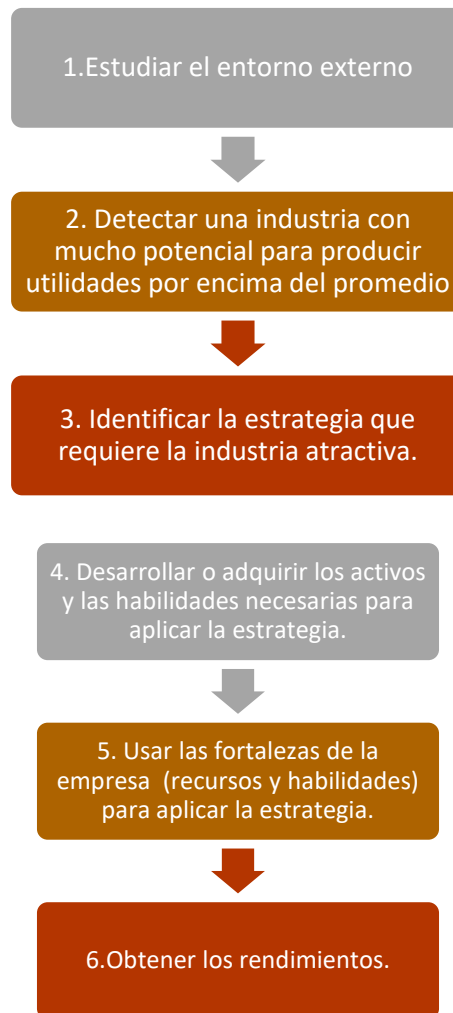 1.Estudiar el entorno externo
2. Detectar una industria con
mucho potencial para producir
utilidades por encima del promedio
3. Identificar la estrategia que
requiere la industria atractiva.
4. Desarrollar o adquirir los activos
y las habilidades necesarias para
aplicar la estrategia.
5. Usar las fortalezas de la
empresa (recursos y habilidades)
para aplicar la estrategia.
6.Obtener los rendimientos.